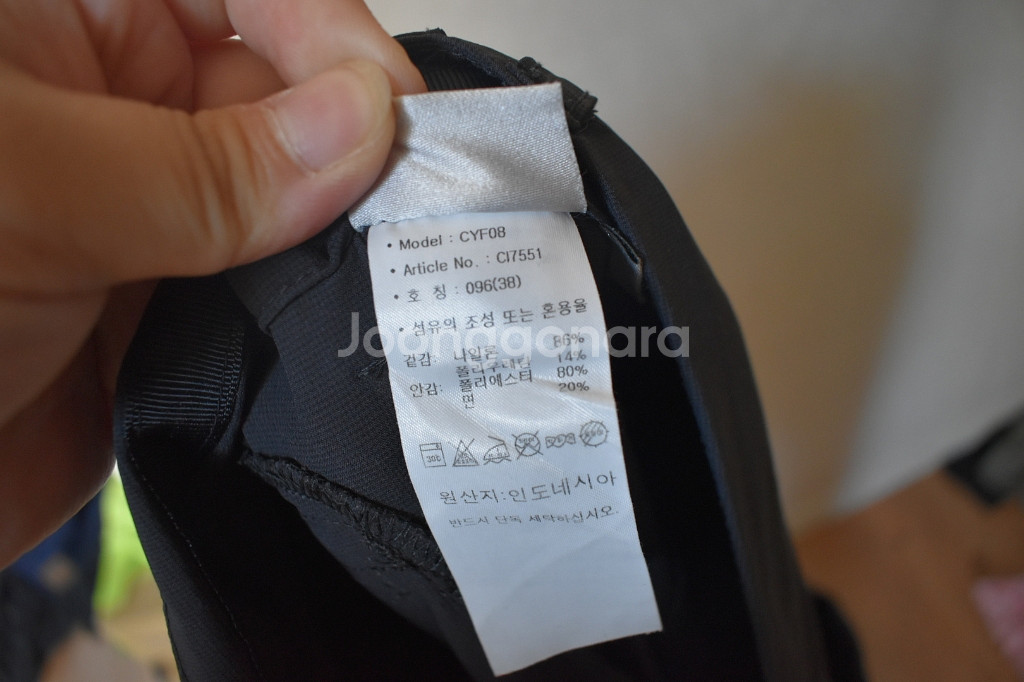 • Model : CYF08
• Article No. : CI7551
• 호 칭 : 096(38)
• 섬유의 조성 또는 혼용율
겉감: 나일론 86%
폴리우레탄 14%
안감: 폴리에스터 80%
면 20%
30℃
원산지:인도네시아
반드시 단독 세탁하십시오.
Joonggonara